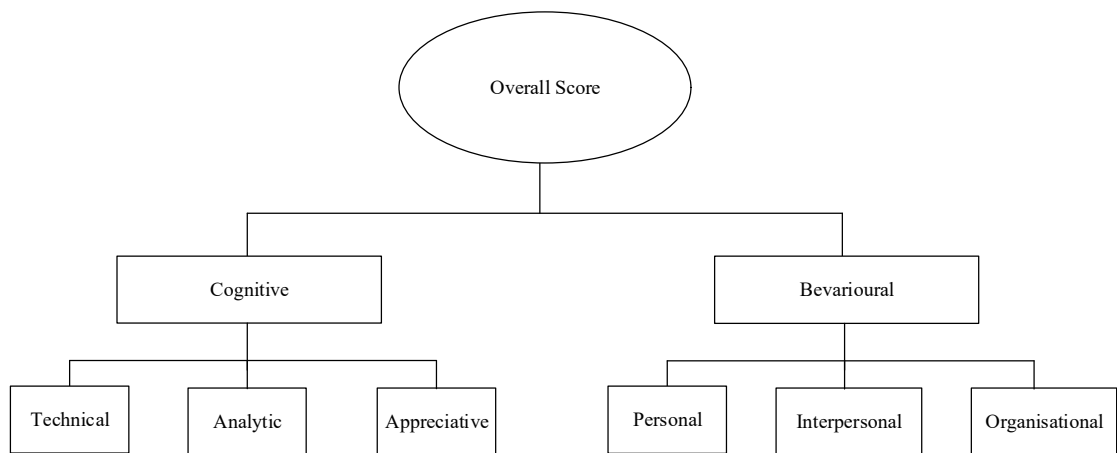 Overall Score
Cognitive
Bevarioural
Technical
Analytic
Appreciative
Personal
Interpersonal
Organisational